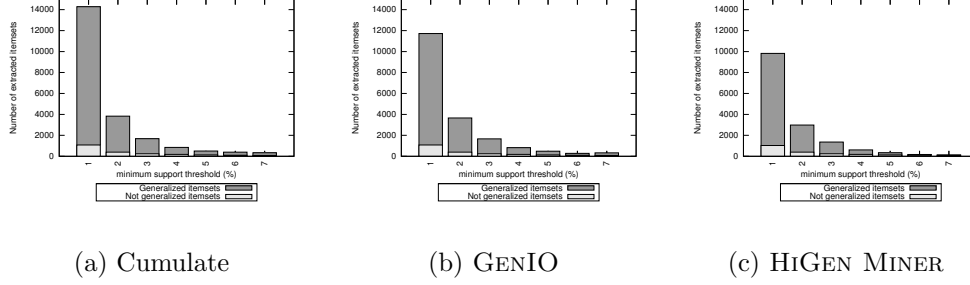 Number of extracted itemsets
14000
12000
10000
8000
6000
4000
2000
0
1 2 3 4 5 6 7
minimum support threshold (%)
Generalized itemsets
Not generalized itemsets
(a) Cumulate
Number of extracted itemsets
14000
12000
10000
8000
6000
4000
2000
0
1 2 3 4 5 6 7
minimum support threshold (%)
Generalized itemsets
Not generalized itemsets
(b) GENIO
Number of extracted itemsets
14000
12000
10000
8000
6000
4000
2000
0
1 2 3 4 5 6 7
minimum support threshold (%)
Generalized itemsets
Not generalized itemsets
(c) HIGEN MINER